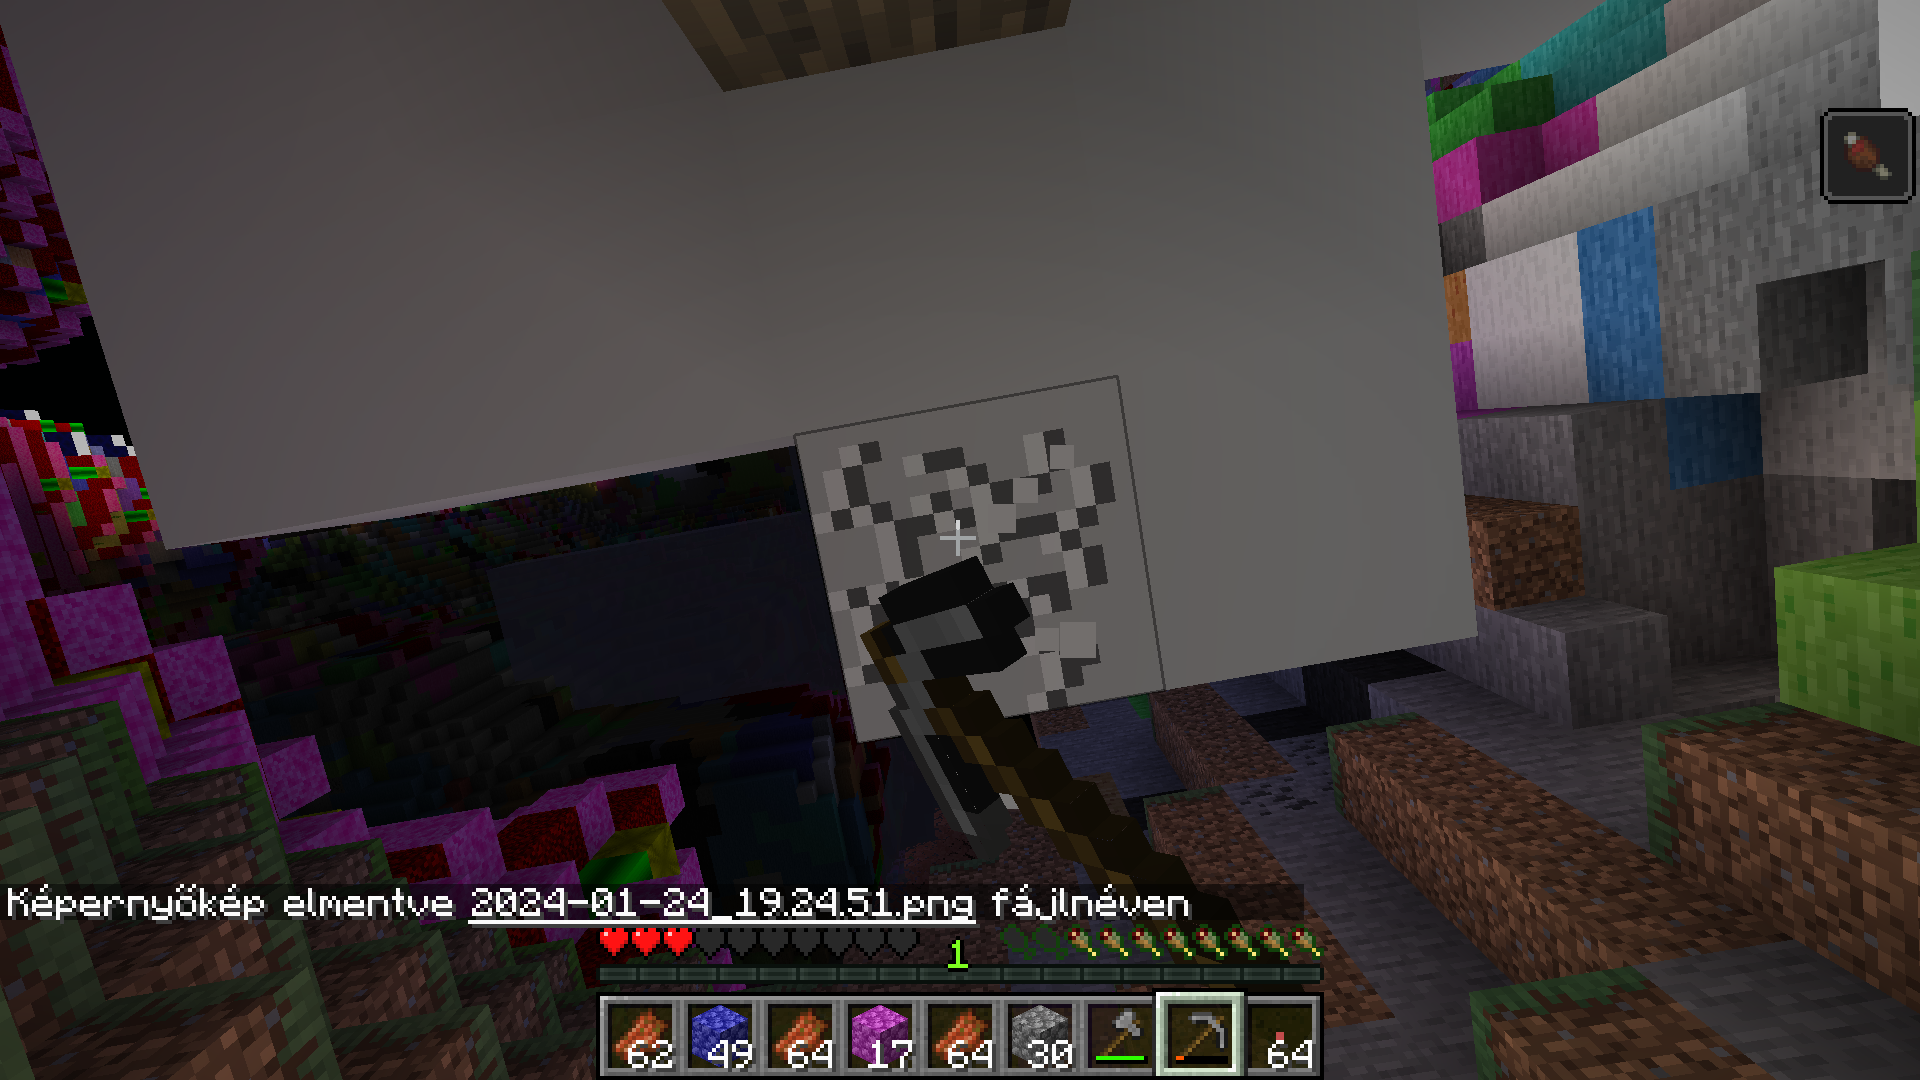 Képernyőkép elmentve 2024-01-24_19.24.51.png fájlnéven
1
62 49 64 17 64 30 64